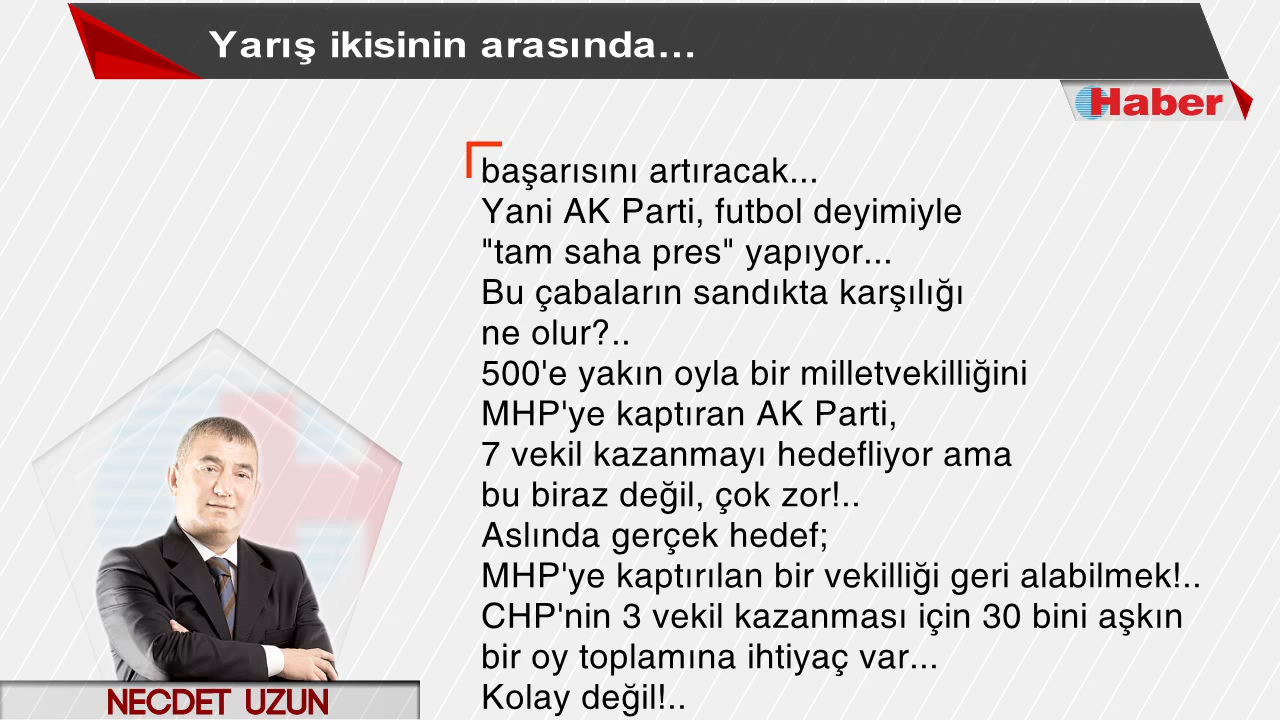 Yarış ikisinin arasında...
Haber
başarısını artıracak...
Yani AK Parti, futbol deyimiyle
"tam saha pres" yapıyor...
Bu çabaların sandıkta karşılığı
ne olur?..
500'e yakın oyla bir milletvekilliğini
MHP'ye kaptıran AK Parti,
7 vekil kazanmayı hedefliyor ama
bu biraz değil, çok zor!..
Aslında gerçek hedef;
MHP'ye kaptırılan bir vekilliği geri alabilmek!..
CHP'nin 3 vekil kazanması için 30 bini aşkın
bir oy toplamına ihtiyaç var...
Kolay değil!..
NECDET UZUN